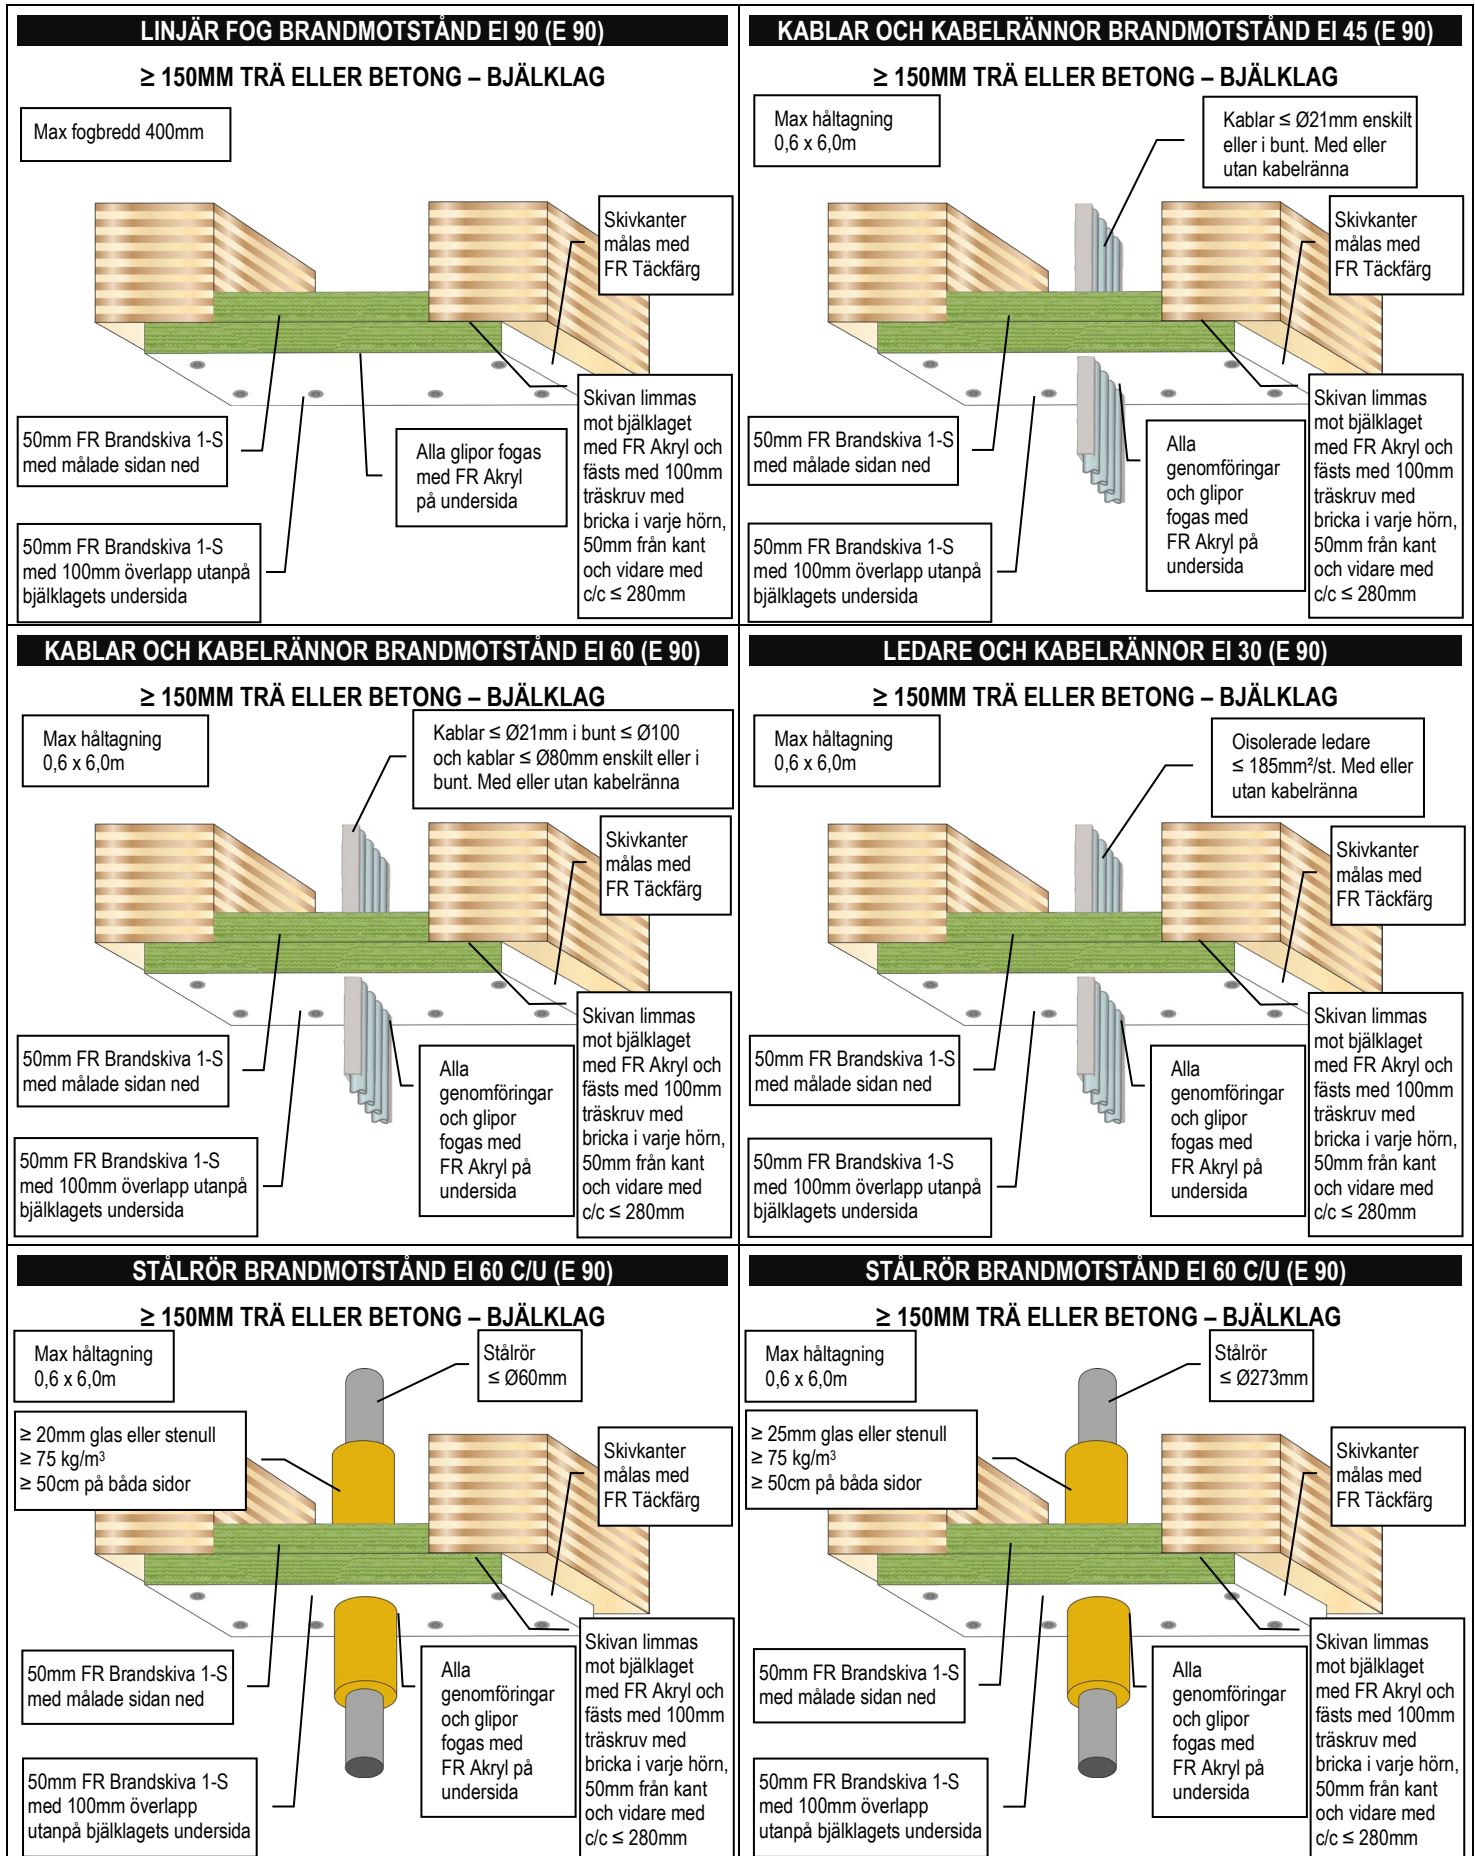 LINJÄR FOG BRANDMOTSTÅND EI 90 (E 90)
≥ 150MM TRÄ ELLER BETONG – BJÄLKLAG
Max fogbredd 400mm
Skivkanter
målas med
FR Täckfärg
50mm FR Brandskiva 1-S
med målade sidan ned
Alla glipor fogas
med FR Akryl
på undersida
Skivan limmas
mot bjälklaget
med FR Akryl och
fästs med 100mm
träskruv med
bricka i varje hörn,
50mm från kant
och vidare med
c/c ≤ 280mm
50mm FR Brandskiva 1-S
med 100mm överlapp utanpå
bjälklagets undersida
KABLAR OCH KABELRÄNNOR BRANDMOTSTÅND EI 45 (E 90)
≥ 150MM TRÄ ELLER BETONG – BJÄLKLAG
Max håltagning
0,6 x 6,0m
Kablar ≤ Ø21mm enskilt
eller i bunt. Med eller
utan kabelränna
Skivkanter
målas med
FR Täckfärg
50mm FR Brandskiva 1-S
med målade sidan ned
Alla
genomföringar
och glipor
fogas med
FR Akryl på
undersida
Skivan limmas
mot bjälklaget
med FR Akryl och
fästs med 100mm
träskruv med
bricka i varje hörn,
50mm från kant
och vidare med
c/c ≤ 280mm
50mm FR Brandskiva 1-S
med 100mm överlapp utanpå
bjälklagets undersida
KABLAR OCH KABELRÄNNOR BRANDMOTSTÅND EI 60 (E 90)
≥ 150MM TRÄ ELLER BETONG – BJÄLKLAG
Max håltagning
0,6 x 6,0m
Kablar ≤ Ø21mm i bunt ≤ Ø100
och kablar ≤ Ø80mm enskilt eller i
bunt. Med eller utan kabelränna
Skivkanter
målas med
FR Täckfärg
50mm FR Brandskiva 1-S
med målade sidan ned
Alla
genomföringar
och glipor
fogas med
FR Akryl på
undersida
Skivan limmas
mot bjälklaget
med FR Akryl och
fästs med 100mm
träskruv med
bricka i varje hörn,
50mm från kant
och vidare med
c/c ≤ 280mm
50mm FR Brandskiva 1-S
med 100mm överlapp utanpå
bjälklagets undersida
LEDARE OCH KABELRÄNNOR EI 30 (E 90)
≥ 150MM TRÄ ELLER BETONG – BJÄLKLAG
Max håltagning
0,6 x 6,0m
Oisolerade ledare
≤ 185mm²/st. Med eller
utan kabelränna
Skivkanter
målas med
FR Täckfärg
50mm FR Brandskiva 1-S
med målade sidan ned
Alla
genomföringar
och glipor
fogas med
FR Akryl på
undersida
Skivan limmas
mot bjälklaget
med FR Akryl och
fästs med 100mm
träskruv med
bricka i varje hörn,
50mm från kant
och vidare med
c/c ≤ 280mm
50mm FR Brandskiva 1-S
med 100mm överlapp utanpå
bjälklagets undersida
STÅLRÖR BRANDMOTSTÅND EI 60 C/U (E 90)
≥ 150MM TRÄ ELLER BETONG – BJÄLKLAG
Max håltagning
0,6 x 6,0m
Stålrör
≤ Ø60mm
≥ 20mm glas eller stenull
≥ 75 kg/m³
≥ 50cm på båda sidor
Skivkanter
målas med
FR Täckfärg
50mm FR Brandskiva 1-S
med målade sidan ned
Alla
genomföringar
och glipor
fogas med
FR Akryl på
undersida
Skivan limmas
mot bjälklaget
med FR Akryl och
fästs med 100mm
träskruv med
bricka i varje hörn,
50mm från kant
och vidare med
c/c ≤ 280mm
50mm FR Brandskiva 1-S
med 100mm överlapp
utanpå bjälklagets undersida
STÅLRÖR BRANDMOTSTÅND EI 60 C/U (E 90)
≥ 150MM TRÄ ELLER BETONG – BJÄLKLAG
Max håltagning
0,6 x 6,0m
Stålrör
≤ Ø273mm
≥ 25mm glas eller stenull
≥ 75 kg/m³
≥ 50cm på båda sidor
Skivkanter
målas med
FR Täckfärg
50mm FR Brandskiva 1-S
med målade sidan ned
Alla
genomföringar
och glipor
fogas med
FR Akryl på
undersida
Skivan limmas
mot bjälklaget
med FR Akryl och
fästs med 100mm
träskruv med
bricka i varje hörn,
50mm från kant
och vidare med
c/c ≤ 280mm
50mm FR Brandskiva 1-S
med 100mm överlapp
utanpå bjälklagets undersida